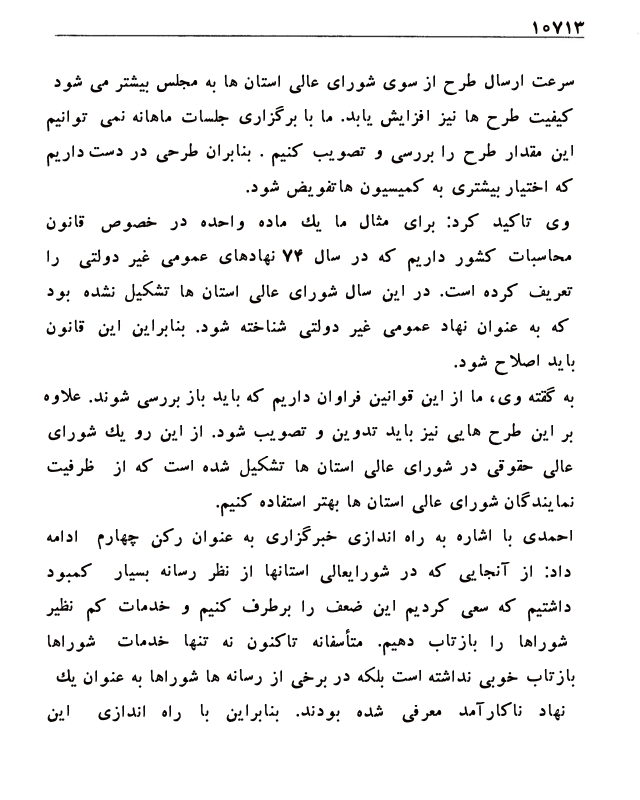 ۱۰۷۱۳
سرعت ارسال طرح از سوی شورای عالی استان ها به مجلس بیشتر می شود
کیفیت طرح ها نیز افزایش یابد. ما با برگزاری جلسات ماهانه نمی توانیم
این مقدار طرح را بررسی و تصویب کنیم . بنابران طرحی در دست داریم
که اختیار بیشتری به کمیسیون هاتفویض شود.
وی تاکید کرد: برای مثال ما یك ماده واحده در خصوص قانون
محاسبات کشور داریم که در سال ۷۴ نهادهای عمومی غیر دولتی را
تعریف کرده است. در این سال شورای عالی استان ها تشکیل نشده بود
که به عنوان نهاد عمومی غیر دولتی شناخته شود. بنابراین این قانون
باید اصلاح شود.
به گفته وی، ما از این قوانین فراوان داریم که باید باز بررسی شوند. علاوه
بر این طرح هایی نیز باید تدوین و تصویب شود. از این رو یك شورای
عالی حقوقی در شورای عالی استان ها تشکیل شده است که از ظرفیت
نمایندگان شورای عالی استان ها بهتر استفاده کنیم.
احمدی با اشاره به راه اندازی خبرگزاری به عنوان رکن چهارم ادامه
داد: از آنجایی که در شورایعالی استانها از نظر رسانه بسیار کمبود
داشتیم که سعی کردیم این ضعف را برطرف کنیم و خدمات کم نظیر
شوراها را بازتاب دهیم. متأسفانه تاکنون نه تنها خدمات شوراها
بازتاب خوبی نداشته است بلکه در برخی از رسانه ها شوراها به عنوان یك
نهاد ناکارآمد معرفی شده بودند. بنابراین با راه اندازی این